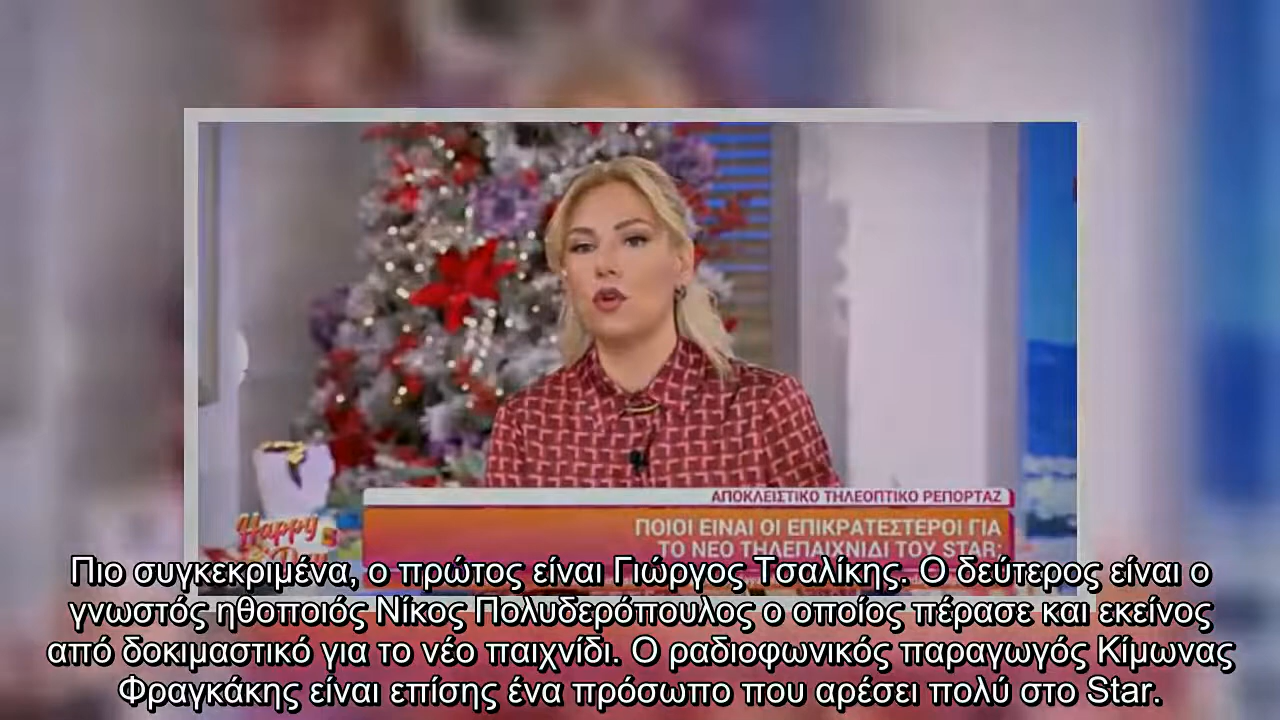 ΑΠΟΚΛΕΙΣΤΙΚΟ ΤΗΛΕΟΠΤΙΚΟ ΡΕΠΟΡΤΑΖ
ΠΟΙΟΙ ΕΙΝΑΙ ΟΙ ΕΠΙΚΡΑΤΕΣΤΕΡΟΙ ΓΙΑ
ΤΟ ΝΕΟ ΤΗΛΕΠΑΙΧΝΙΔΙ ΤΟΥ STAR;
Happy
Day
Πιο συγκεκριμένα, ο πρώτος είναι Γιώργος Τσαλίκης. Ο δεύτερος είναι ο
γνωστός ηθοποιός Νίκος Πολυδερόπουλος ο οποίος πέρασε και εκείνος
από δοκιμαστικό για το νέο παιχνίδι. Ο ραδιοφωνικός παραγωγός Κίμωνας
Φραγκάκης είναι επίσης ένα πρόσωπο που αρέσει πολύ στο Star.